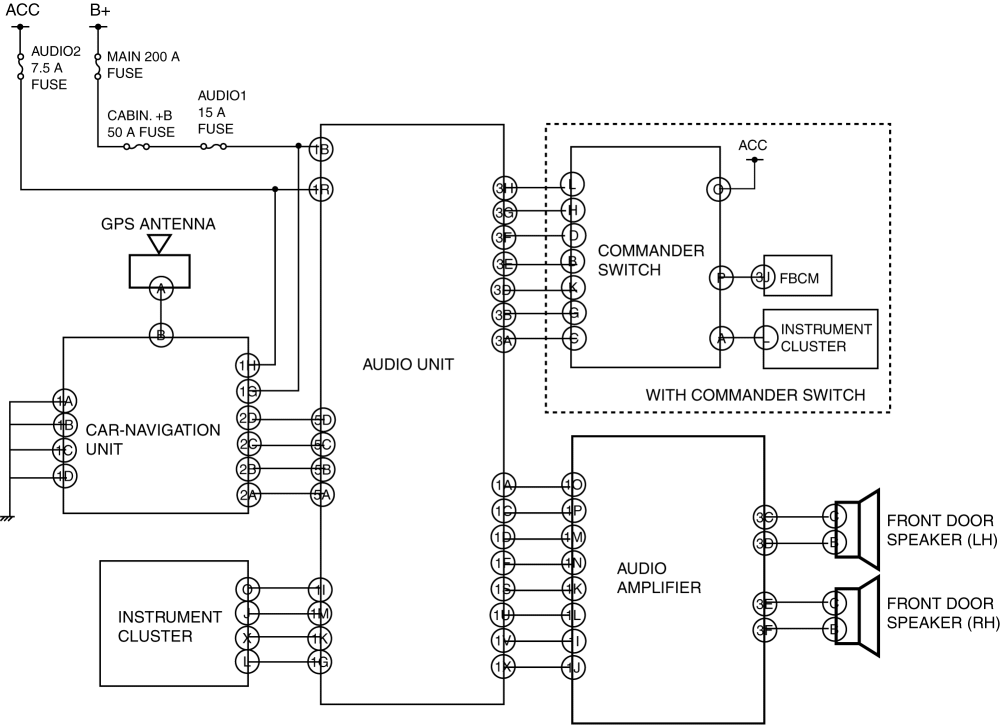 ACC
B+
AUDIO2
7.5 A
FUSE
MAIN 200 A
FUSE
CABIN. +B
50 A FUSE
AUDIO1
15 A
FUSE
1B
1R
GPS ANTENNA
A
B
CAR-NAVIGATION
UNIT
1A
1B
1C
1D
1H
1G
2D
2C
2B
2A
AUDIO UNIT
5D
5C
5B
5A
INSTRUMENT
CLUSTER
O
J
X
L
1I
1M
1K
1G
3H
3G
3F
3E
3D
3B
3A
L
H
D
B
K
G
C
COMMANDER
SWITCH
ACC
O
P
3J
FBCM
A
L
INSTRUMENT
CLUSTER
WITH COMMANDER SWITCH
1A
1C
1D
1F
1S
1U
1V
1X
1O
1P
1M
1N
1K
1L
1I
1J
AUDIO
AMPLIFIER
3C
3D
C
B
FRONT DOOR
SPEAKER (LH)
3E
3F
C
B
FRONT DOOR
SPEAKER (RH)